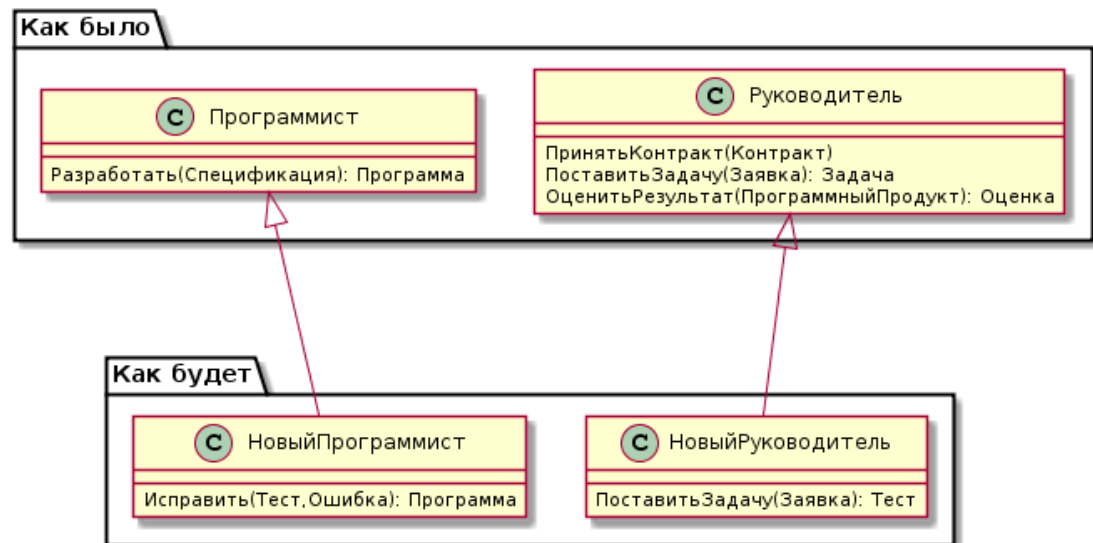 Как было
C Программист
Разработать(Спецификация): Программа
C Руководитель
ПринятьКонтракт(Контракт)
ПоставитьЗадачу(Заявка): Задача
ОценитьРезультат(ПрограммныйПродукт): Оценка
Как будет
C НовыйПрограммист
Исправить(Тест,Ошибка): Программа
C НовыйРуководитель
ПоставитьЗадачу(Заявка): Тест